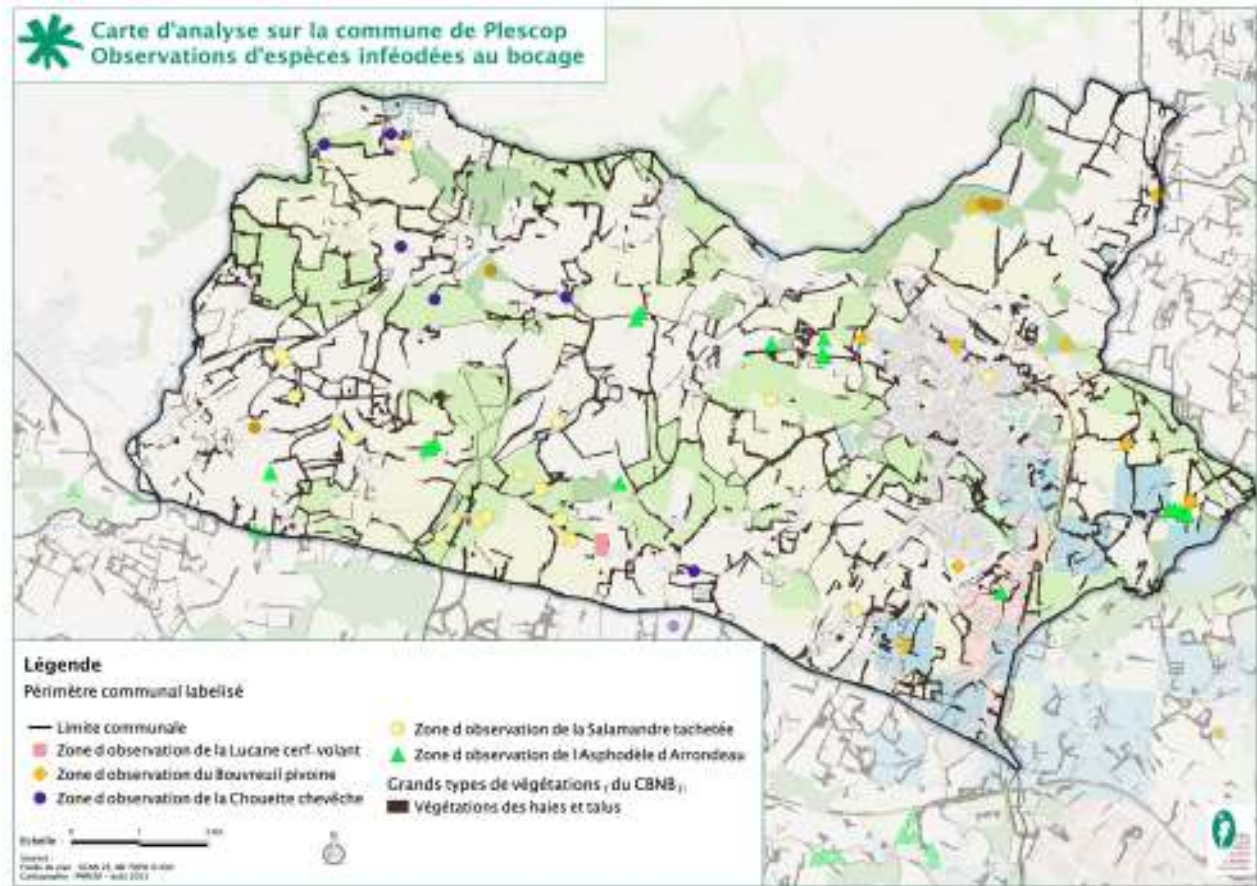 Carte d'analyse sur la commune de Plescop
Observations d'espèces inféodées au bocage
Légende
Périmètre communal labelisé
Limite communale
Zone d observation de la Lucane cerf-volant
Zone d observation du Bouvreuil pivoine
Zone d observation de la Chouette chevêche
Zone d observation de la Salamandre tachetée
Zone d observation de l Asphodèle d Arrondeau
Grands types de végétations, du CBNB
Végétations des haies et talus
Echelle :
0 1